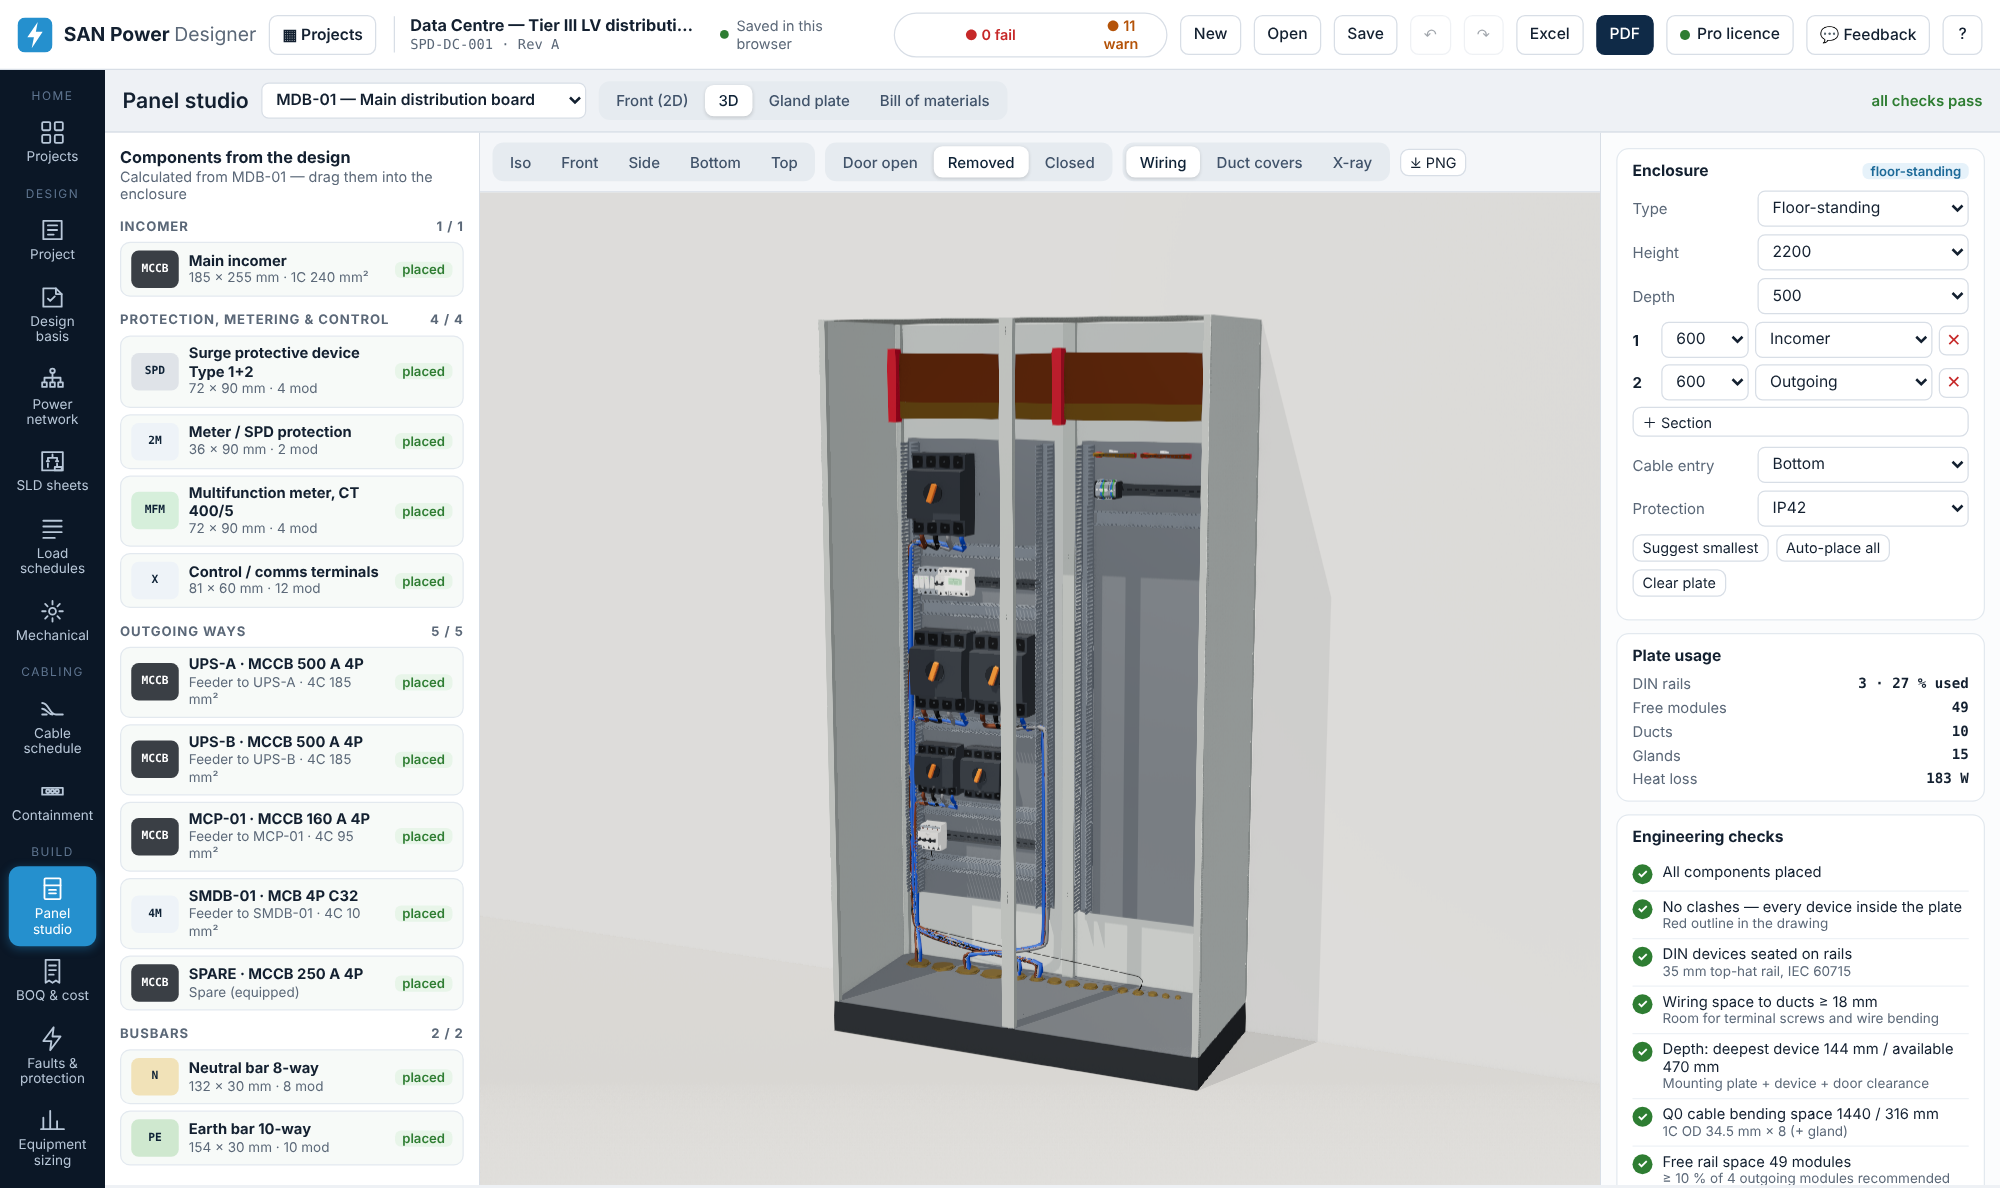 SAN Power Designer
Projects
Data Centre — Tier III LV distributi...
SPD-DC-001 · Rev A
Saved in this
browser
0 fail
11
warn
New
Open
Save
Excel
PDF
Pro licence
Feedback
?
HOME
Projects
DESIGN
Project
Design
basis
Power
network
SLD sheets
Load
schedules
Mechanical
CABLING
Cable
schedule
Containment
BUILD
Panel
studio
BOQ & cost
Faults &
protection
Equipment
sizing
Panel studio
MDB-01 — Main distribution board
Front (2D)
3D
Gland plate
Bill of materials
all checks pass
Components from the design
Calculated from MDB-01 — drag them into the
enclosure
INCOMER
1 / 1
MCCB
Main incomer
185 × 255 mm · 1C 240 mm²
placed
PROTECTION, METERING & CONTROL
4 / 4
SPD
Surge protective device
Type 1+2
72 × 90 mm · 4 mod
placed
2M
Meter / SPD protection
36 × 90 mm · 2 mod
placed
MFM
Multifunction meter, CT
400/5
72 × 90 mm · 4 mod
placed
X
Control / comms terminals
81 × 60 mm · 12 mod
placed
OUTGOING WAYS
5 / 5
MCCB
UPS-A · MCCB 500 A 4P
Feeder to UPS-A · 4C 185
mm²
placed
MCCB
UPS-B · MCCB 500 A 4P
Feeder to UPS-B · 4C 185
mm²
placed
MCCB
MCP-01 · MCCB 160 A 4P
Feeder to MCP-01 · 4C 95
mm²
placed
4M
SMDB-01 · MCB 4P C32
Feeder to SMDB-01 · 4C 10
mm²
placed
MCCB
SPARE · MCCB 250 A 4P
Spare (equipped)
placed
BUSBARS
2 / 2
N
Neutral bar 8-way
132 × 30 mm · 8 mod
placed
PE
Earth bar 10-way
154 × 30 mm · 10 mod
placed
Iso
Front
Side
Bottom
Top
Door open
Removed
Closed
Wiring
Duct covers
X-ray
PNG
Enclosure
floor-standing
Type
Floor-standing
Height
2200
Depth
500
1
600
Incomer
2
600
Outgoing
+ Section
Cable entry
Bottom
Protection
IP42
Suggest smallest
Auto-place all
Clear plate
Plate usage
DIN rails
3 · 27 % used
Free modules
49
Ducts
10
Glands
15
Heat loss
183 W
Engineering checks
All components placed
No clashes — every device inside the plate
Red outline in the drawing
DIN devices seated on rails
35 mm top-hat rail, IEC 60715
Wiring space to ducts ≥ 18 mm
Room for terminal screws and wire bending
Depth: deepest device 144 mm / available
470 mm
Mounting plate + device + door clearance
Q0 cable bending space 1440 / 316 mm
1C OD 34.5 mm × 8 (+ gland)
Free rail space 49 modules
≥ 10 % of 4 outgoing modules recommended